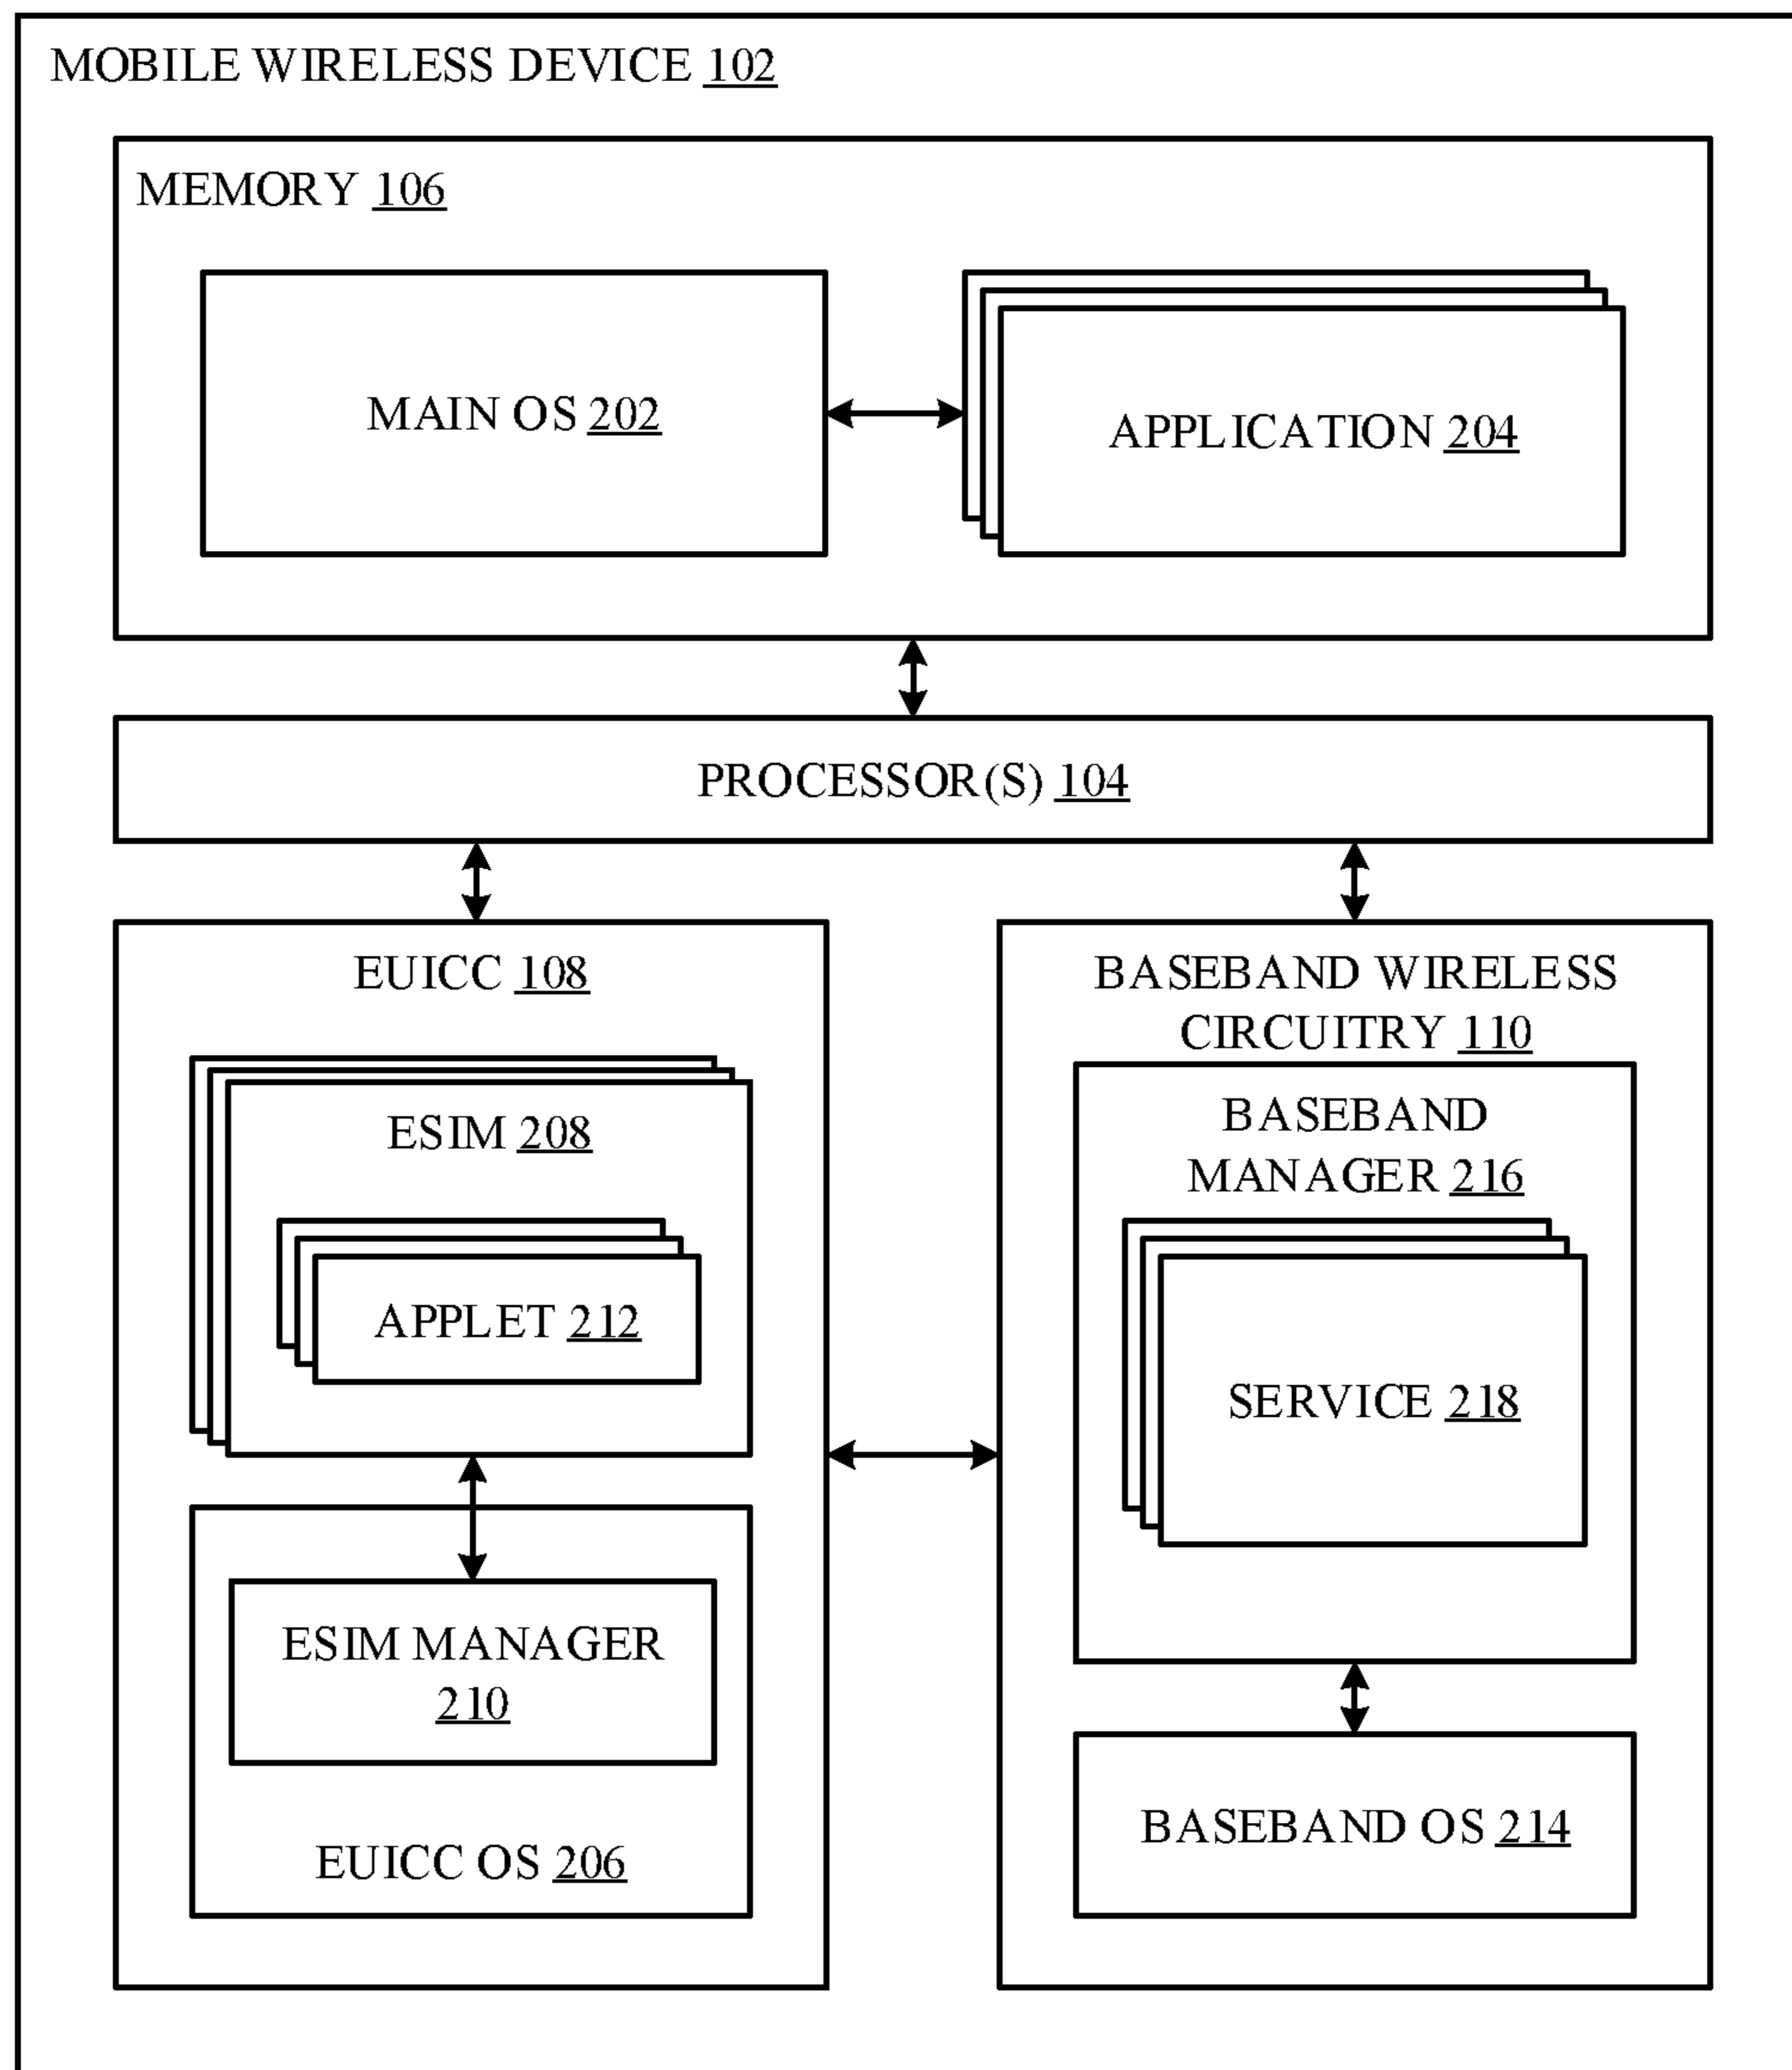 MOBILE WIRELESS DEVICE 102
MEMORY 106
MAIN OS 202
APPLICATION 204
PROCESSOR(S) 104
EUICC 108
ESIM 208
APPLET 212
ESIM MANAGER
210
EUICC OS 206
BASEBAND WIRELESS
CIRCUITRY 110
BASEBAND
MANAGER 216
SERVICE 218
BASEBAND OS 214